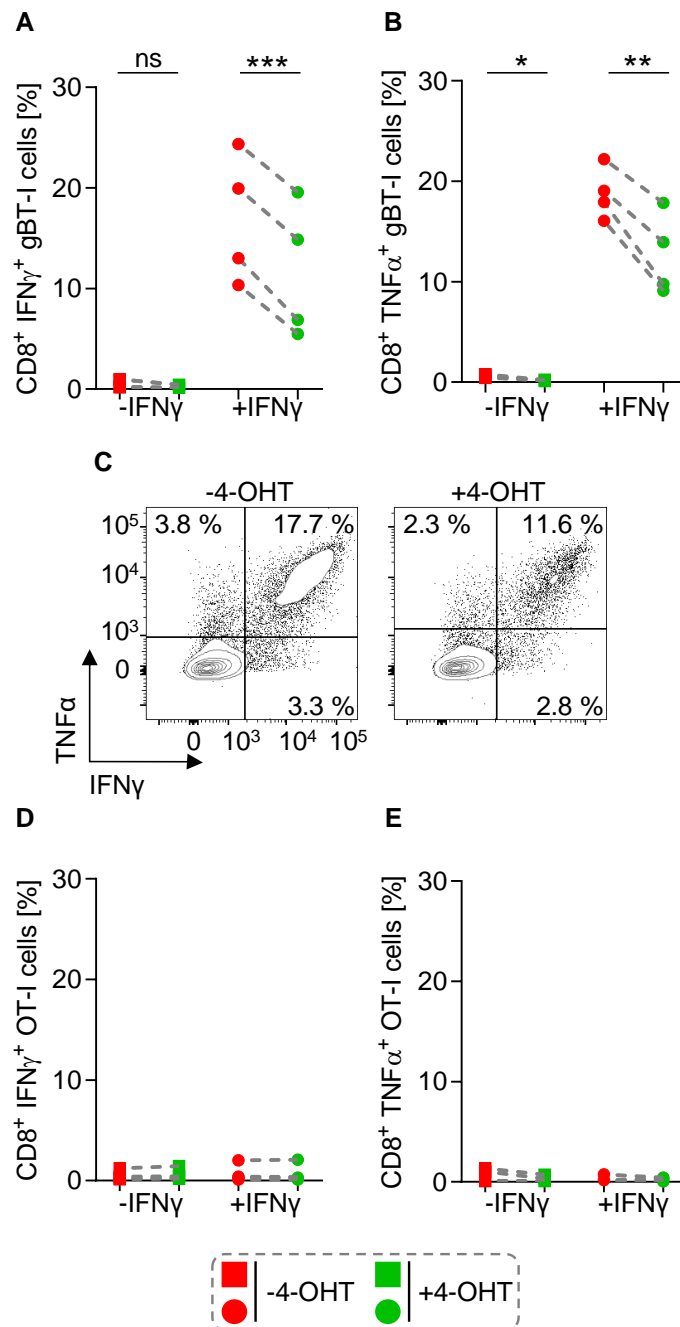 A
CD8⁺ IFNγ⁺ gBT-I cells [%]
ns
***
30
20
10
0
-IFNγ +IFNγ
B
CD8⁺ TNFα⁺ gBT-I cells [%]
*
**
30
20
10
0
-IFNγ +IFNγ
C
-4-OHT
3.8 % 17.7 %
3.3 %
10⁵
10⁴
10³
0
0 10³ 10⁴ 10⁵
TNFα
IFNγ
+4-OHT
2.3 % 11.6 %
2.8 %
D
CD8⁺ IFNγ⁺ OT-I cells [%]
30
20
10
0
-IFNγ +IFNγ
E
CD8⁺ TNFα⁺ OT-I cells [%]
30
20
10
0
-IFNγ +IFNγ
-4-OHT +4-OHT